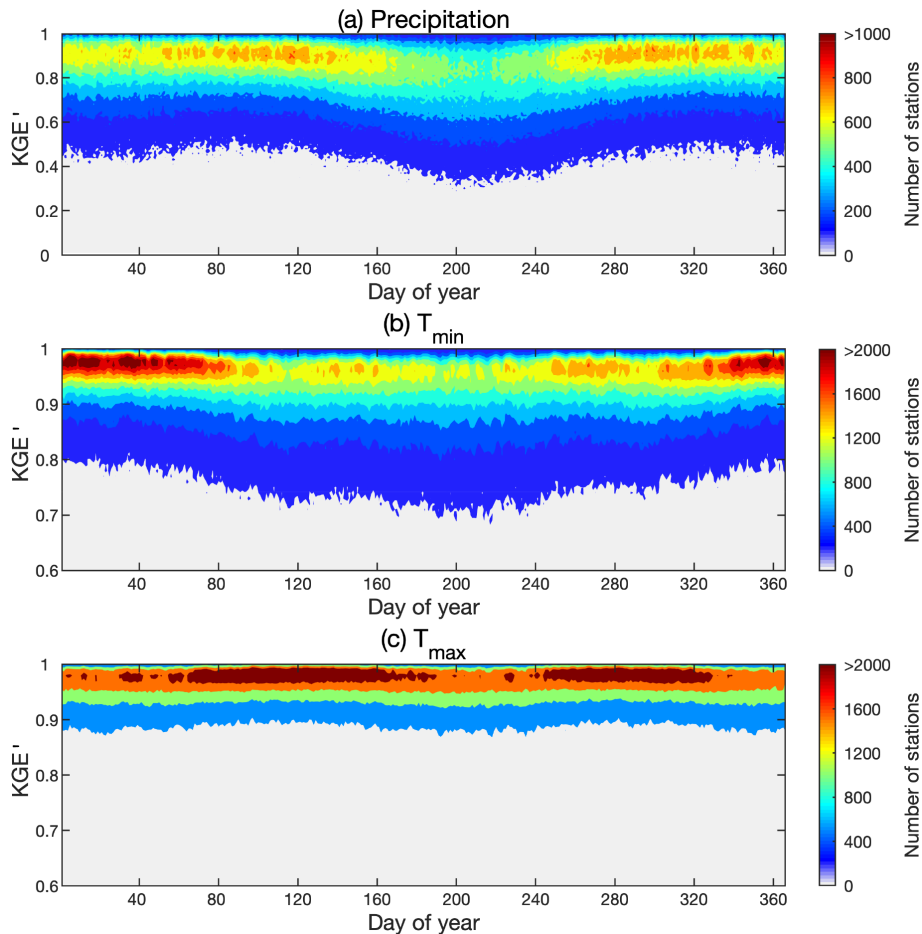 (a) Precipitation
1
0.8
0.6
0.4
0.2
0
KGE '
40 80 120 160 200 240 280 320 360
Day of year
>1000
800
600
400
200
0
Number of stations
(b) Tmin
1
0.9
0.8
0.7
0.6
KGE '
40 80 120 160 200 240 280 320 360
Day of year
>2000
1600
1200
800
400
0
Number of stations
(c) Tmax
1
0.9
0.8
0.7
0.6
KGE '
40 80 120 160 200 240 280 320 360
Day of year
>2000
1600
1200
800
400
0
Number of stations